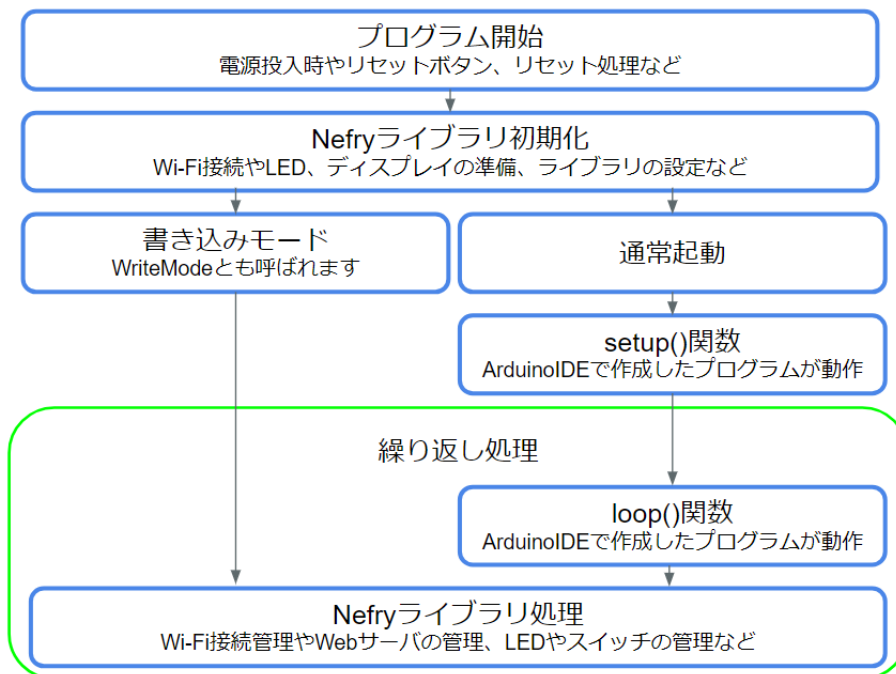 プログラム開始
電源投入時やリセットボタン、リセット処理など
Nefryライブラリ初期化
Wi-Fi接続やLED、ディスプレイの準備、ライブラリの設定など
書き込みモード
WriteModeとも呼ばれます
通常起動
setup()関数
ArduinoIDEで作成したプログラムが動作
繰り返し処理
loop()関数
ArduinoIDEで作成したプログラムが動作
Nefryライブラリ処理
Wi-Fi接続管理やWebサーバの管理、LEDやスイッチの管理など